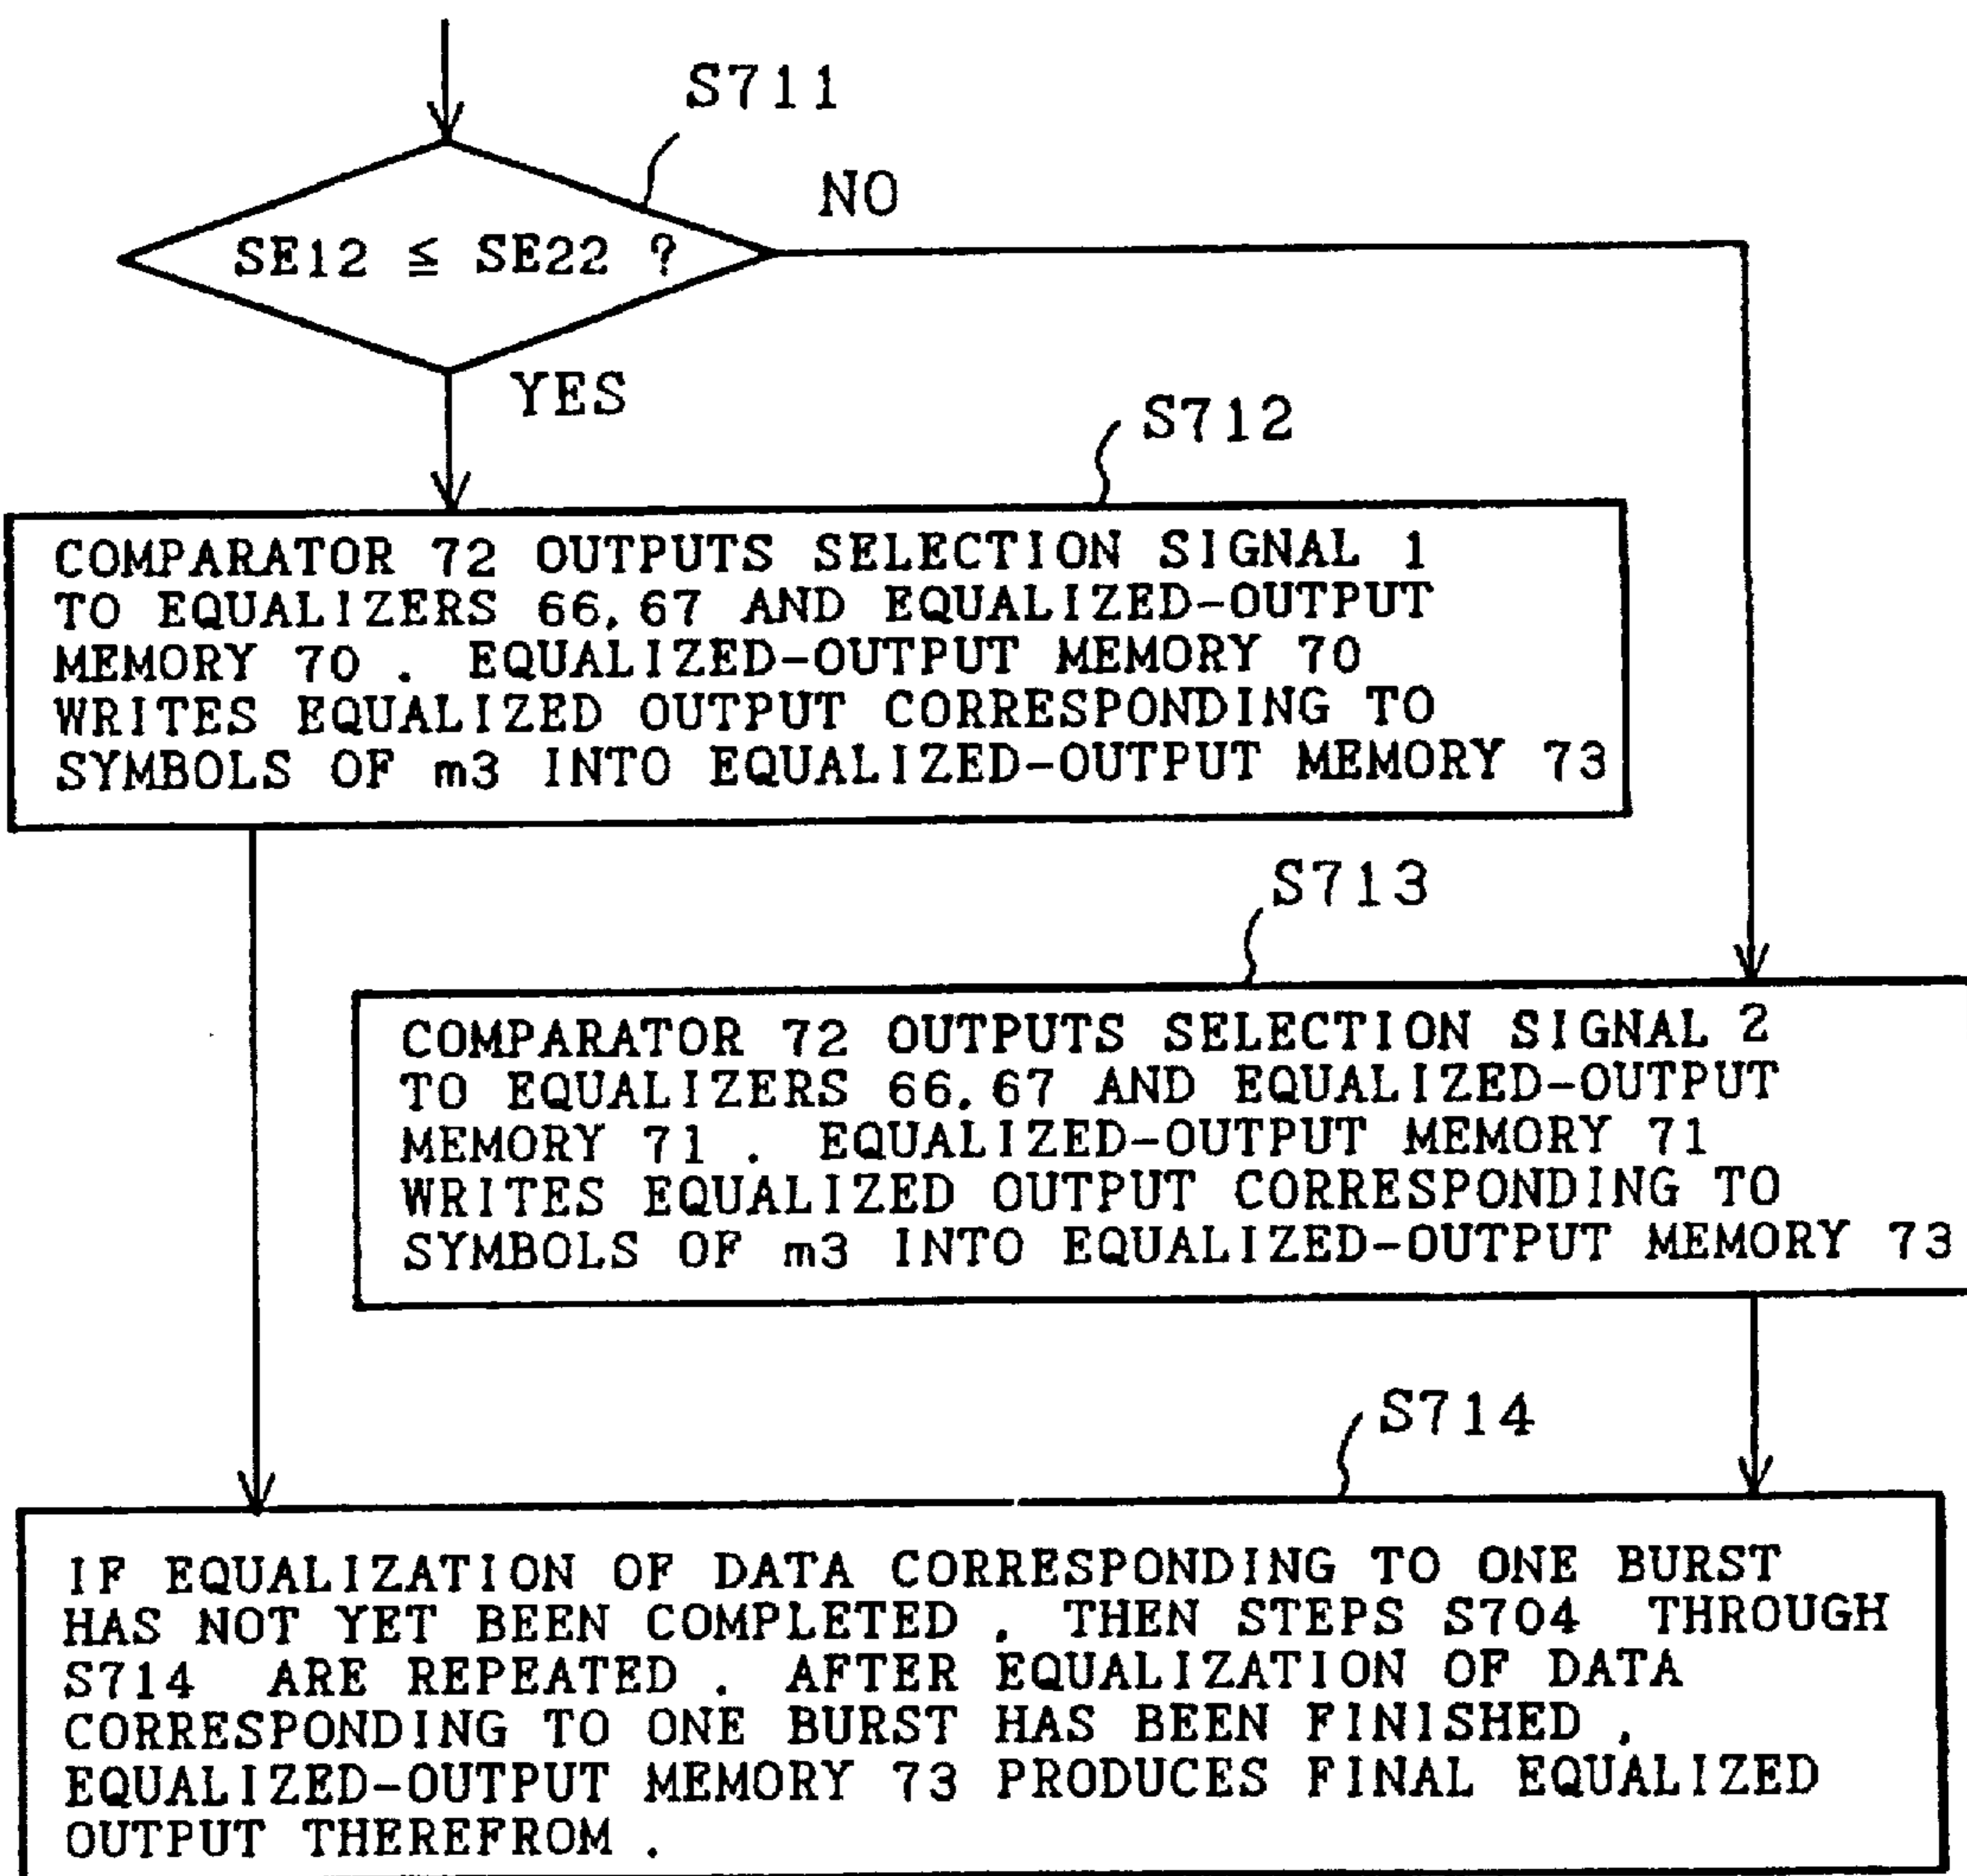 S711
NO
SE12 ≦ SE22 ?
YES
S712
COMPARATOR 72 OUTPUTS SELECTION SIGNAL 1
TO EQUALIZERS 66,67 AND EQUALIZED-OUTPUT
MEMORY 70 . EQUALIZED-OUTPUT MEMORY 70
WRITES EQUALIZED OUTPUT CORRESPONDING TO
SYMBOLS OF m3 INTO EQUALIZED-OUTPUT MEMORY 73
S713
COMPARATOR 72 OUTPUTS SELECTION SIGNAL 2
TO EQUALIZERS 66,67 AND EQUALIZED-OUTPUT
MEMORY 71 . EQUALIZED-OUTPUT MEMORY 71
WRITES EQUALIZED OUTPUT CORRESPONDING TO
SYMBOLS OF m3 INTO EQUALIZED-OUTPUT MEMORY 73
S714
IF EQUALIZATION OF DATA CORRESPONDING TO ONE BURST
HAS NOT YET BEEN COMPLETED , THEN STEPS S704 THROUGH
S714 ARE REPEATED . AFTER EQUALIZATION OF DATA
CORRESPONDING TO ONE BURST HAS BEEN FINISHED ,
EQUALIZED-OUTPUT MEMORY 73 PRODUCES FINAL EQUALIZED
OUTPUT THEREFROM .